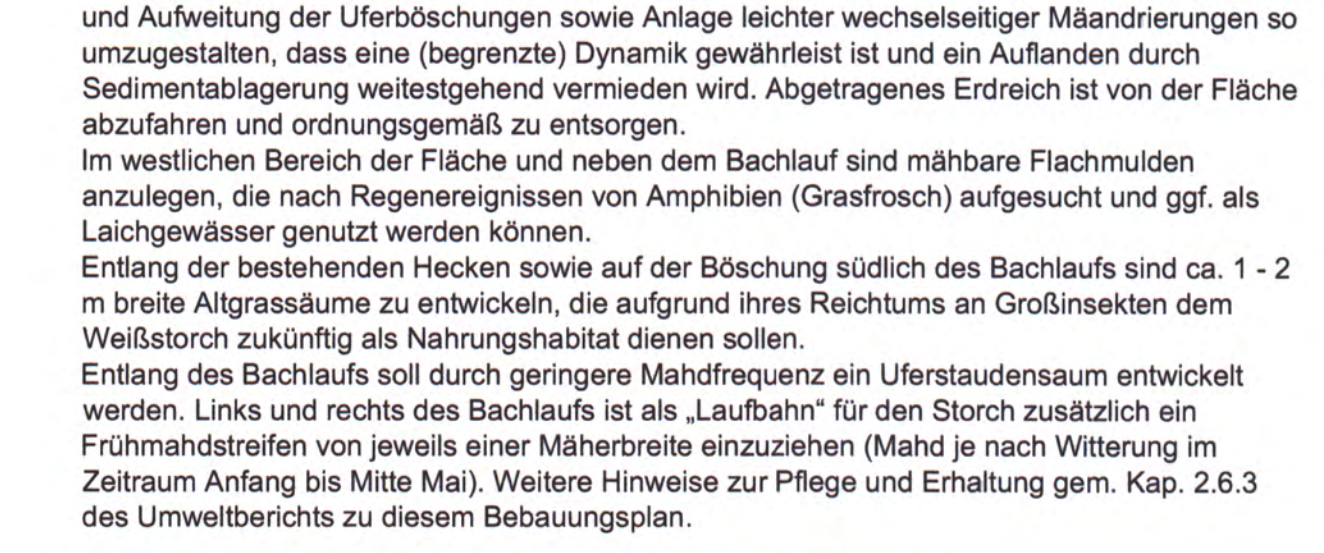 und Aufweitung der Uferböschungen sowie Anlage leichter wechselseitiger Mäandrierungen so
umzugestalten, dass eine (begrenzte) Dynamik gewährleist ist und ein Auflanden durch
Sedimentablagerung weitestgehend vermieden wird. Abgetragenes Erdreich ist von der Fläche
abzufahren und ordnungsgemäß zu entsorgen.
Im westlichen Bereich der Fläche und neben dem Bachlauf sind mähbare Flachmulden
anzulegen, die nach Regenereignissen von Amphibien (Grasfrosch) aufgesucht und ggf. als
Laichgewässer genutzt werden können.
Entlang der bestehenden Hecken sowie auf der Böschung südlich des Bachlaufs sind ca. 1 - 2
m breite Altgrassäume zu entwickeln, die aufgrund ihres Reichtums an Großinsekten dem
Weißstorch zukünftig als Nahrungshabitat dienen sollen.
Entlang des Bachlaufs soll durch geringere Mahdfrequenz ein Uferstaudensaum entwickelt
werden. Links und rechts des Bachlaufs ist als „Laufbahn“ für den Storch zusätzlich ein
Frühmahdstreifen von jeweils einer Mäherbreite einzuziehen (Mahd je nach Witterung im
Zeitraum Anfang bis Mitte Mai). Weitere Hinweise zur Pflege und Erhaltung gem. Kap. 2.6.3
des Umweltberichts zu diesem Bebauungsplan.